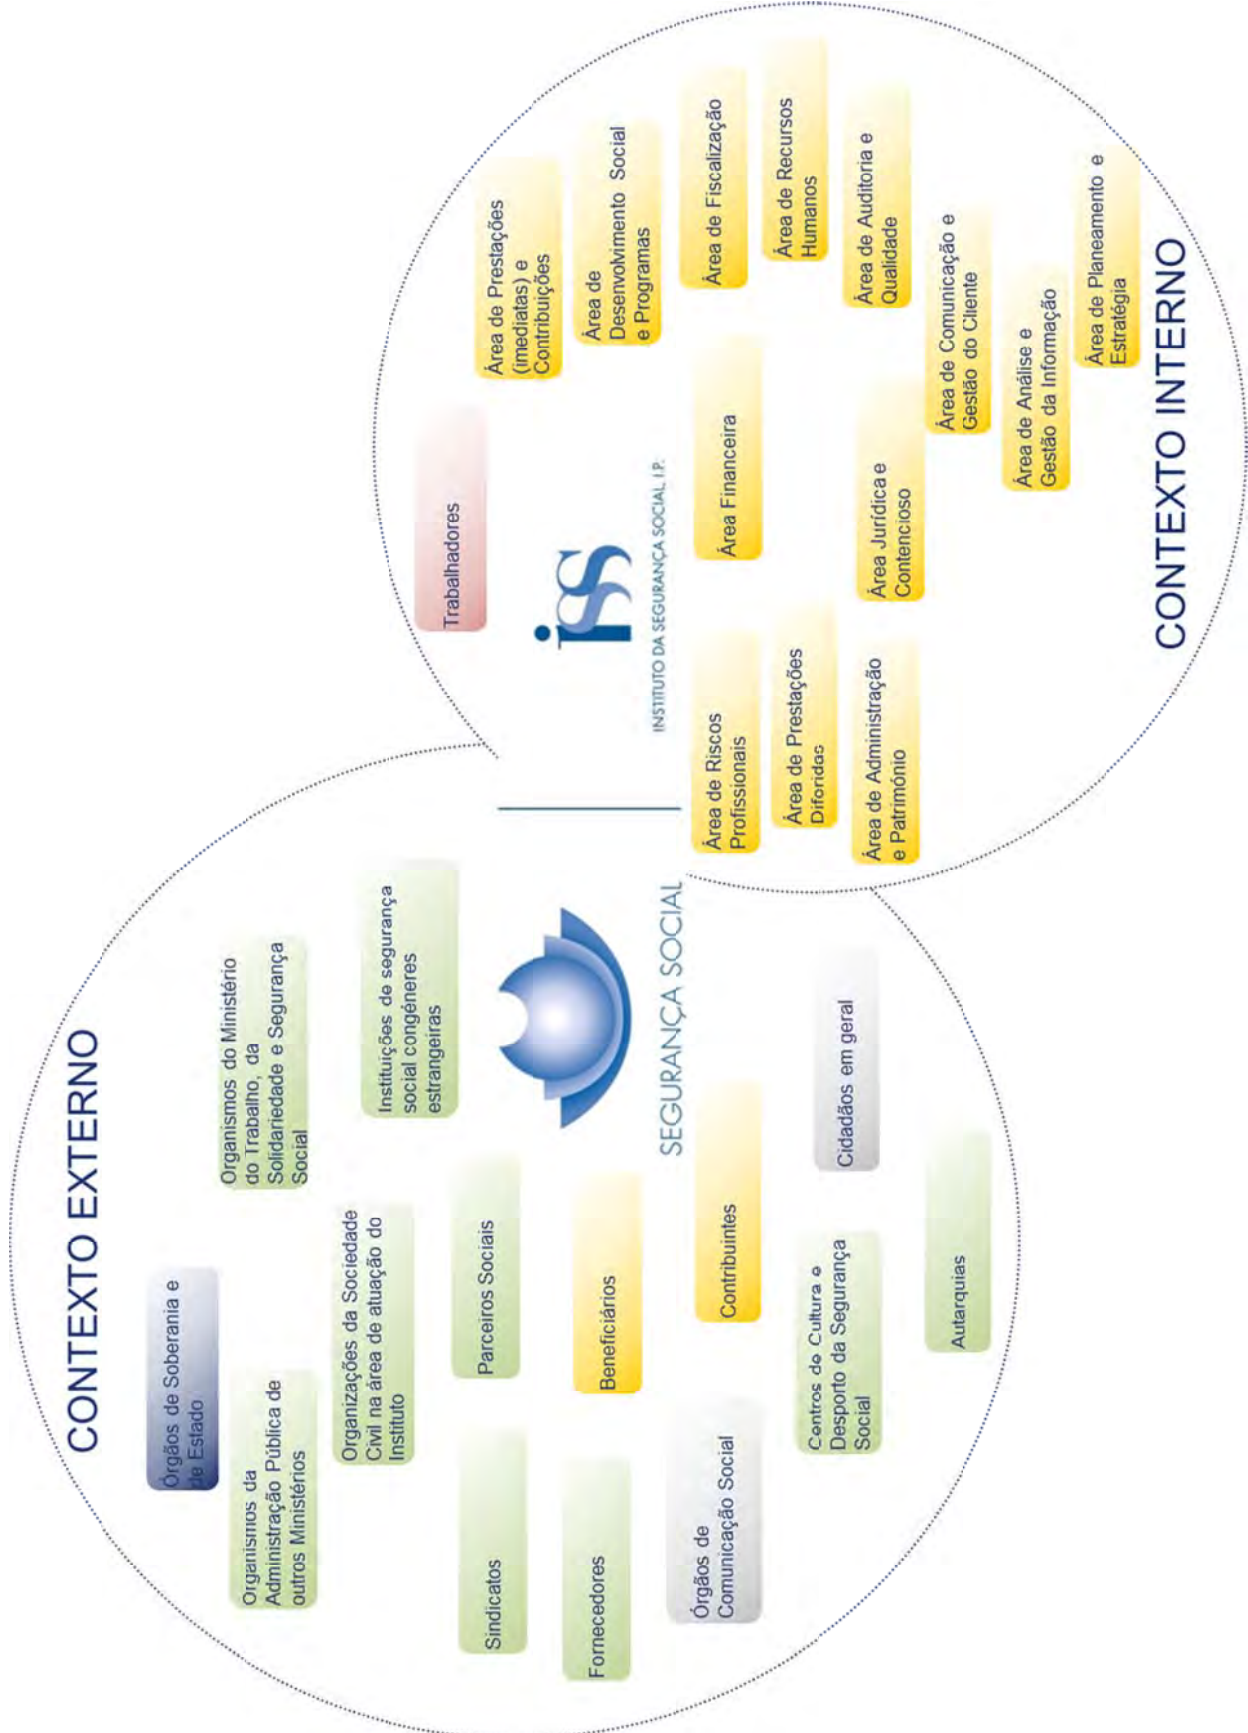 CONTEXTO EXTERNO
Órgãos de Soberania e
de Estado
Organismos da
Administração Pública de
outros Ministérios
Organismos do Ministério
do Trabalho, da
Solidariedade e Segurança
Social
Organizações da Sociedade
Civil na área de atuação do
Instituto
Instituições de segurança
social congéneres
estrangeiras
Sindicatos
Parceiros Sociais
Fornecedores
Beneficiários
Órgãos de
Comunicação Social
Contribuintes
Centros de Cultura e
Desporto da Segurança
Social
Cidadãos em geral
Autarquias
SEGURANÇA SOCIAL
iss
INSTITUTO DA SEGURANÇA SOCIAL, I.P.
Trabalhadores
Área de Prestações
(imediatas) e
Contribuições
Área de
Desenvolvimento Social
e Programas
Área de Riscos
Profissionais
Área Financeira
Área de Fiscalização
Área de Prestações
Diferidas
Área de Recursos
Humanos
Área de Administração
e Património
Área Jurídica e
Contencioso
Área de Auditoria e
Qualidade
Área de Comunicação e
Gestão do Cliente
Área de Análise e
Gestão da Informação
Área de Planeamento e
Estratégia
CONTEXTO INTERNO